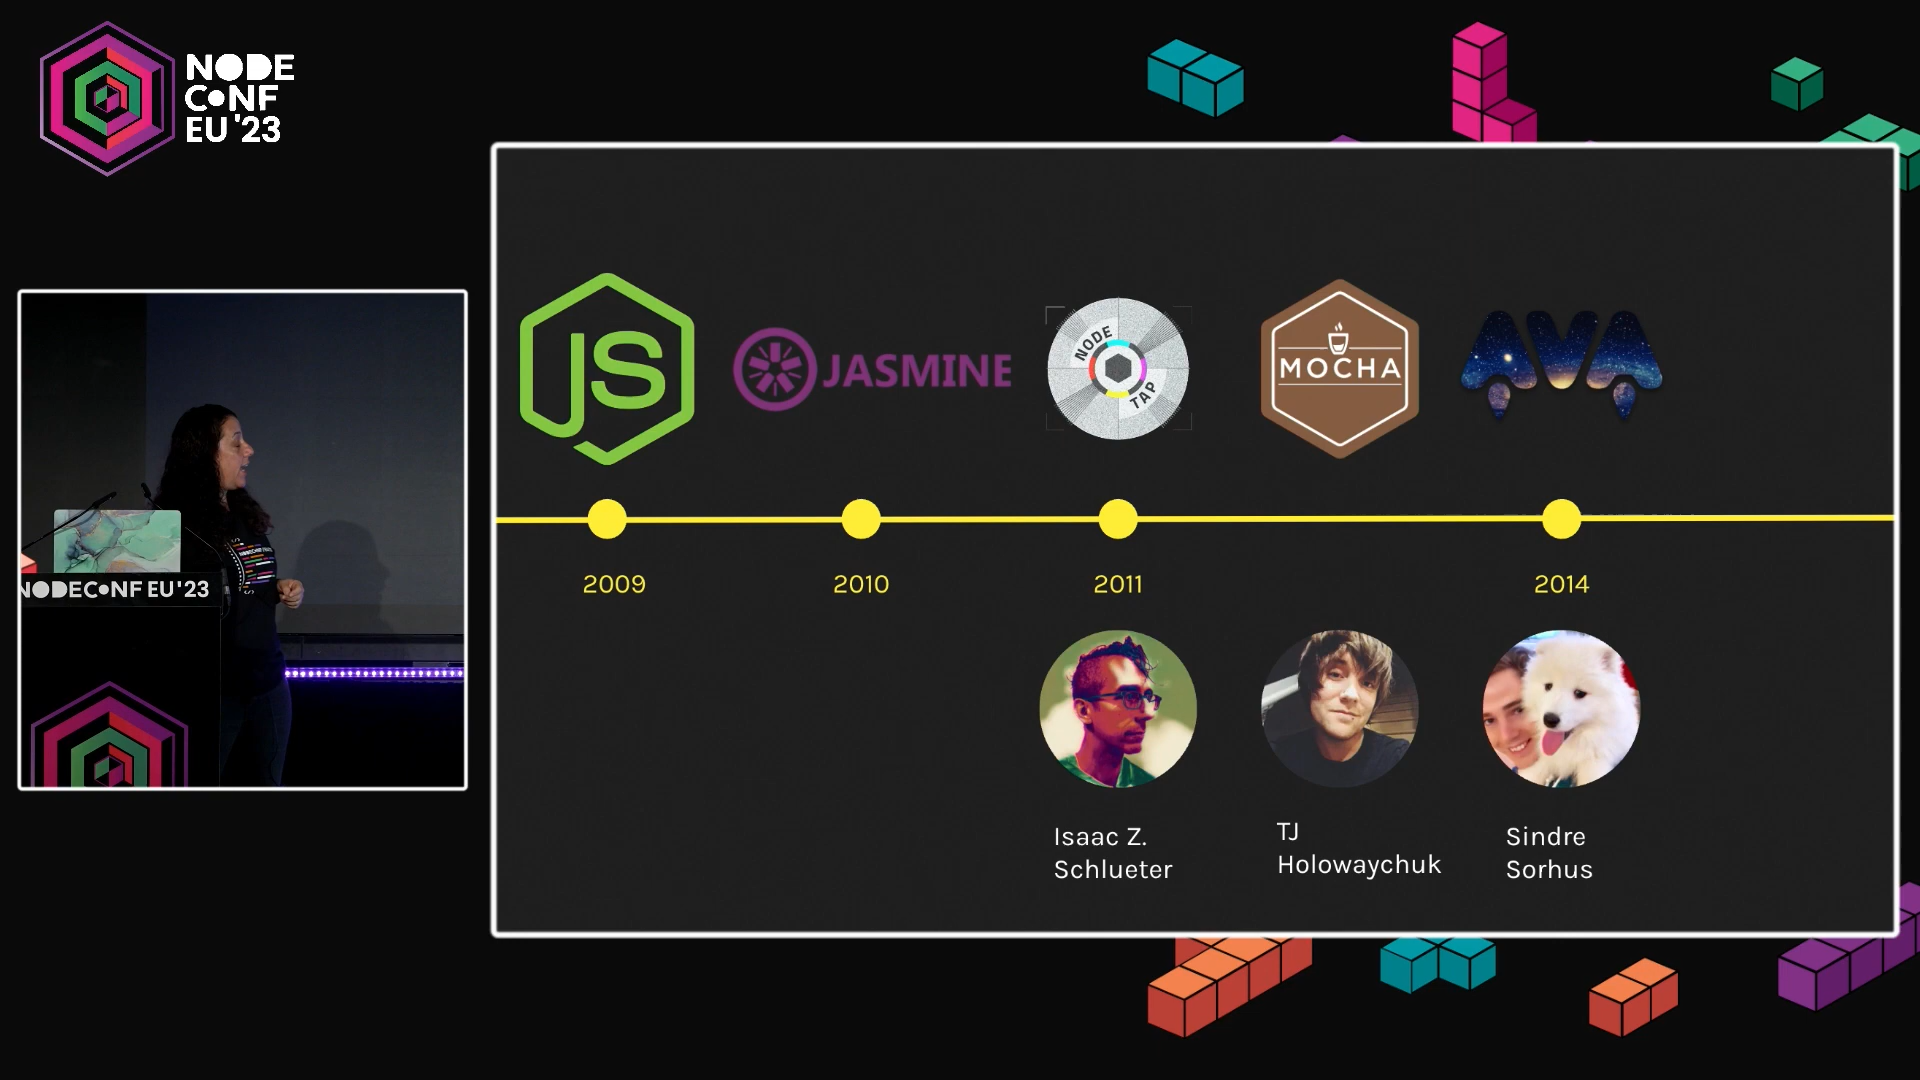 NODE
CONF
EU '23
JS
JASMINE
NODE
TAP
MOCHA
AVA
2009
2010
2011
2014
Isaac Z.
Schlueter
TJ
Holowaychuk
Sindre
Sorhus
NODECONF EU'23